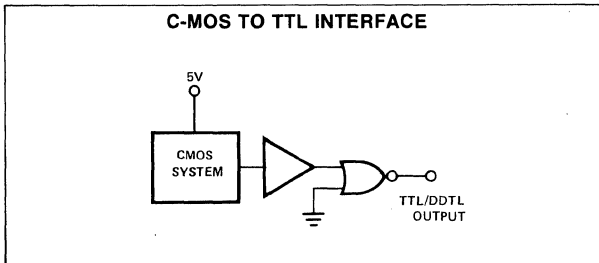 C-MOS TO TTL INTERFACE
5V
CMOS
SYSTEM
TTL/DDTL
OUTPUT